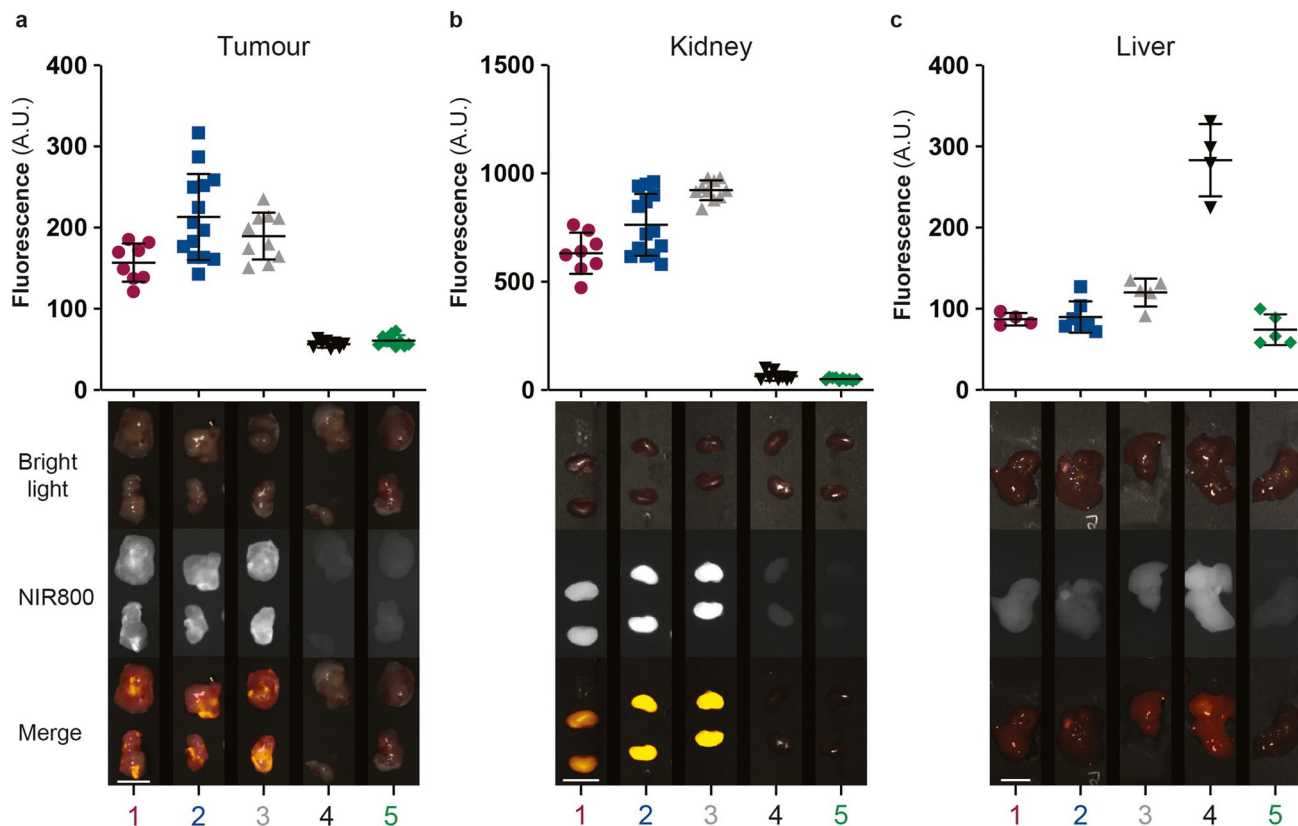 a
Tumour
400
300
200
100
0
Fluorescence (A.U.)
b
Kidney
1500
1000
500
0
Fluorescence (A.U.)
c
Liver
400
300
200
100
0
Fluorescence (A.U.)
Bright
light
NIR800
Merge
1 2 3 4 5
1 2 3 4 5
1 2 3 4 5